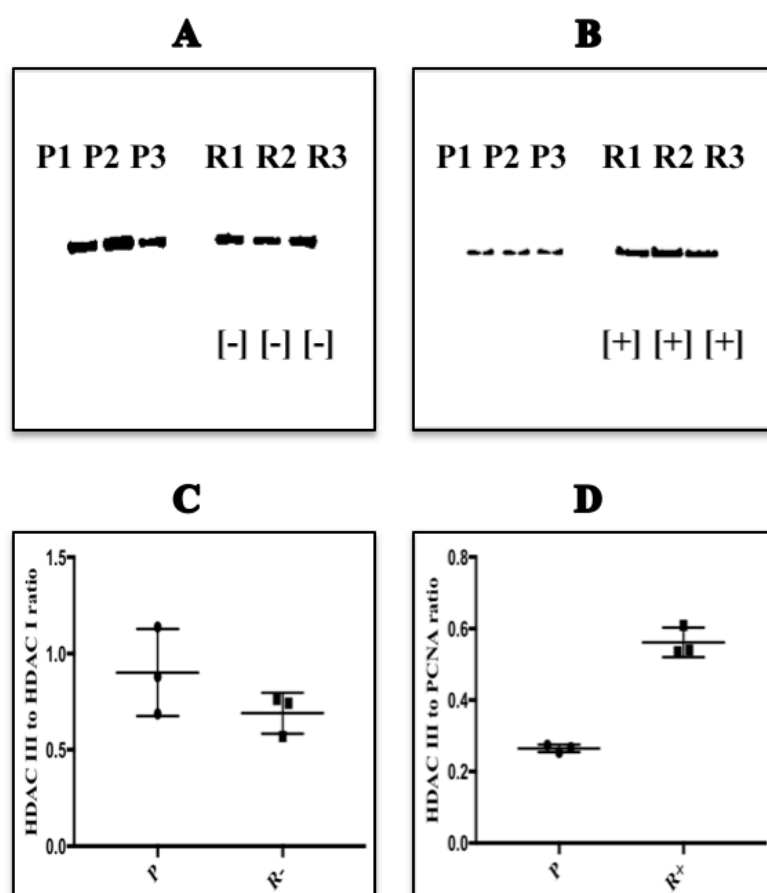 A
P1 P2 P3 R1 R2 R3
[-] [-] [-]
B
P1 P2 P3 R1 R2 R3
[+] [+] [+]
C
HDAC III to HDAC I ratio
1.5
1.0
0.5
0.0
P
R-
D
HDAC III to PCNA ratio
0.8
0.6
0.4
0.2
0.0
P
R+